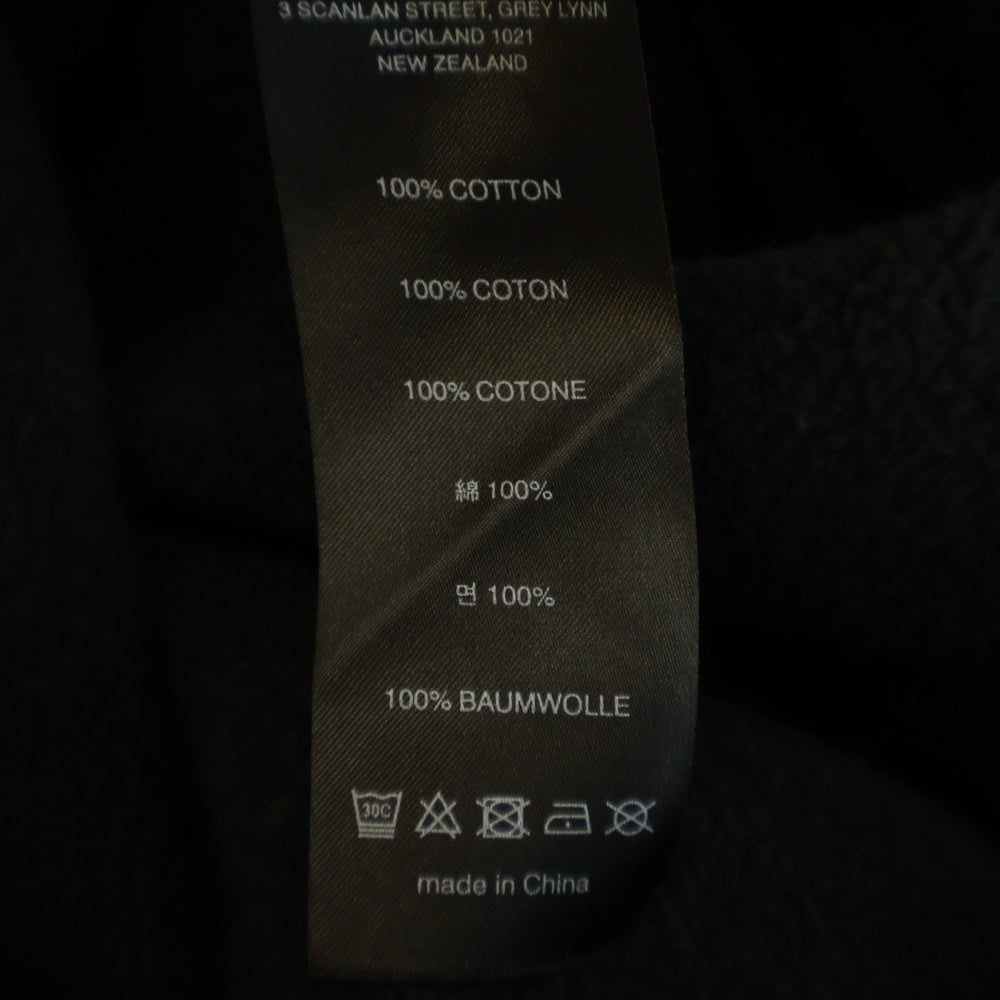 3 SCANLAN STREET, GREY LYNN
AUCKLAND 1021
NEW ZEALAND
100% COTTON
100% COTON
100% COTONE
綿 100%
면 100%
100% BAUMWOLLE
30C
made in China